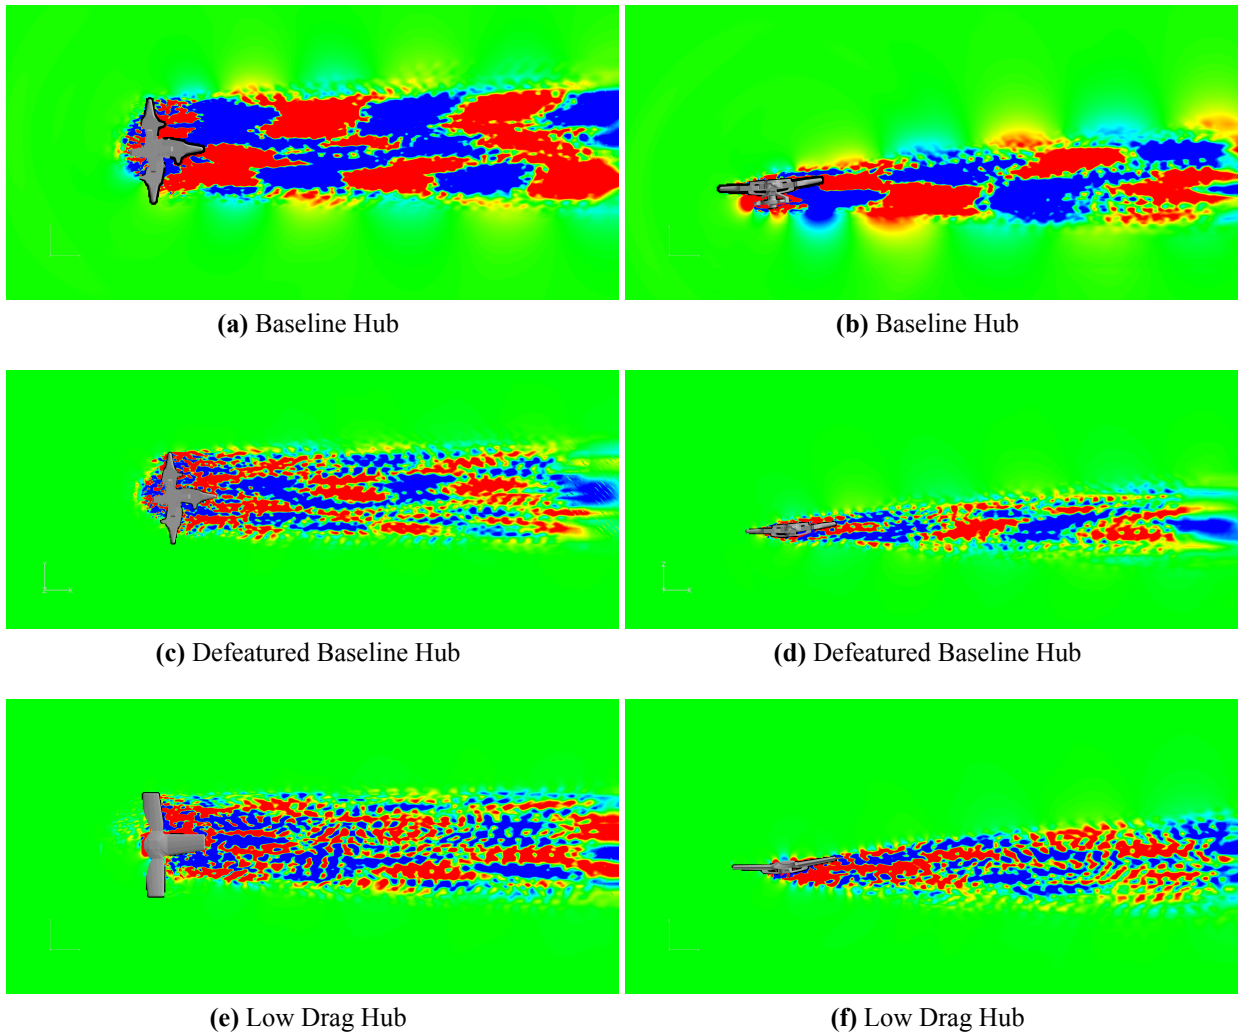 (a) Baseline Hub
(b) Baseline Hub
(c) Defeatured Baseline Hub
(d) Defeatured Baseline Hub
(e) Low Drag Hub
(f) Low Drag Hub